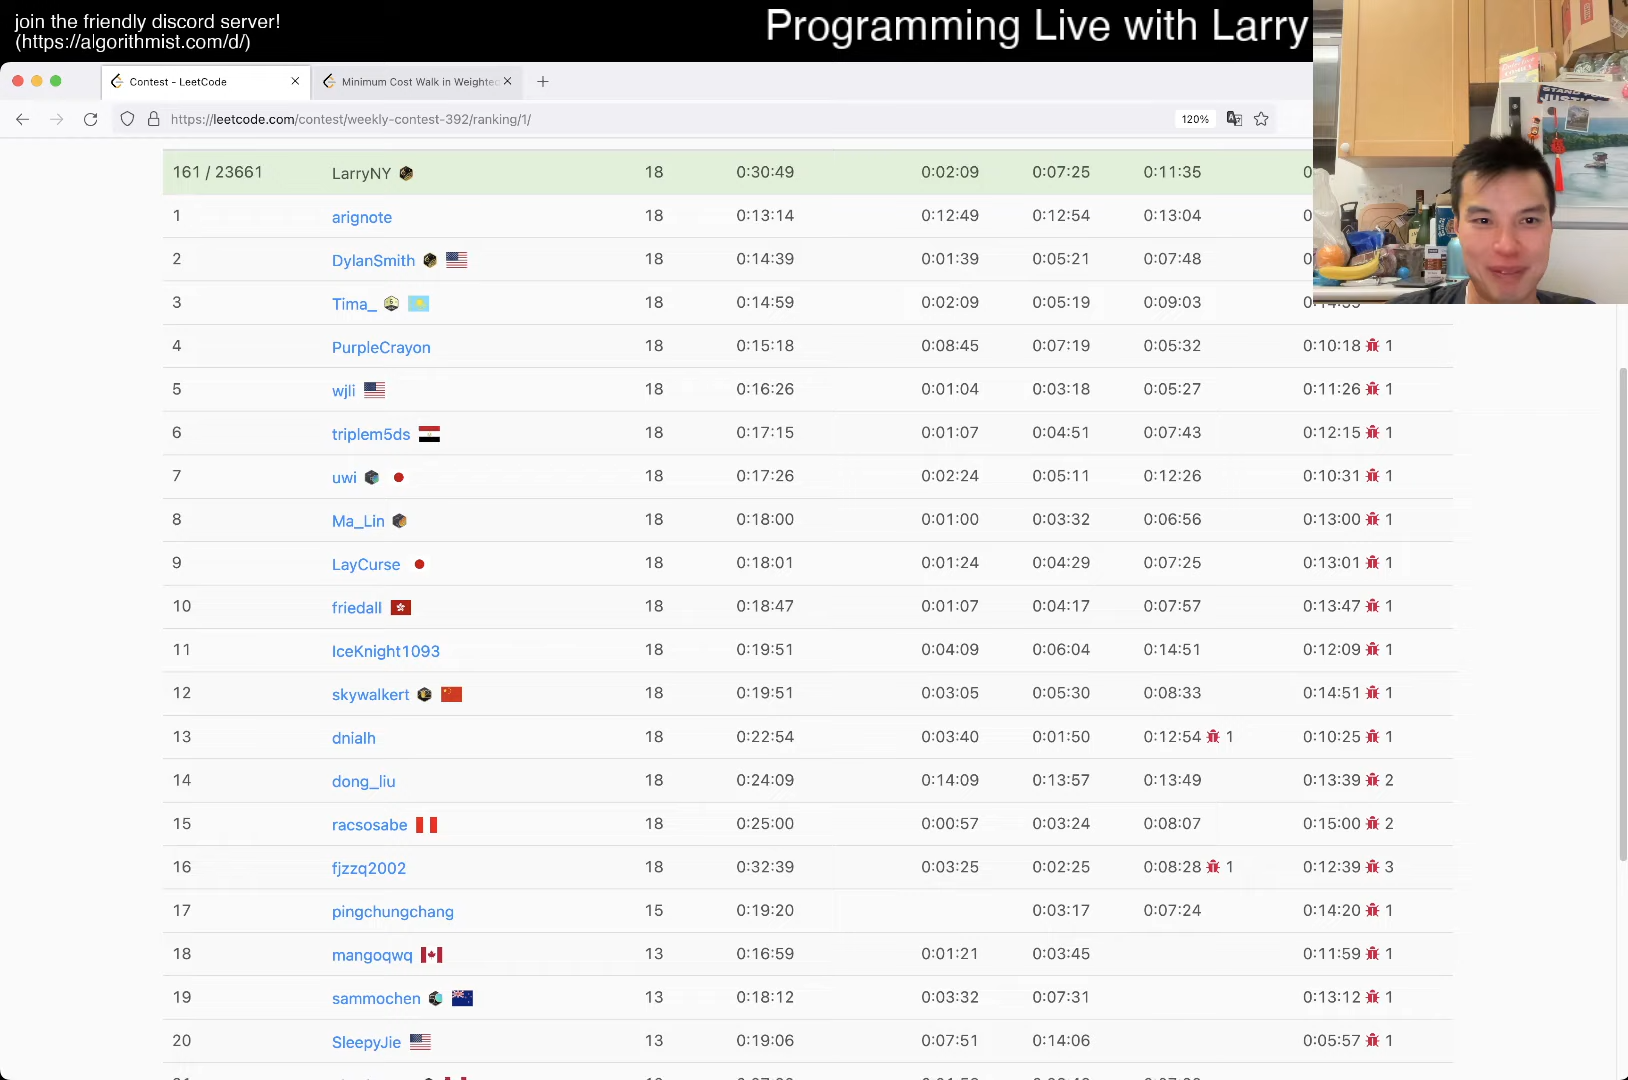 join the friendly discord server!
(https://algorithmist.com/d/)
Programming Live with Larry
Contest - LeetCode
Minimum Cost Walk in Weighte
https://leetcode.com/contest/weekly-contest-392/ranking/1/
120%
161 / 23661 LarryNY 18 0:30:49 0:02:09 0:07:25 0:11:35
1 arignote 18 0:13:14 0:12:49 0:12:54 0:13:04
2 DylanSmith 18 0:14:39 0:01:39 0:05:21 0:07:48
3 Tima_ 18 0:14:59 0:02:09 0:05:19 0:09:03
4 PurpleCrayon 18 0:15:18 0:08:45 0:07:19 0:05:32 0:10:18 1
5 wjli 18 0:16:26 0:01:04 0:03:18 0:05:27 0:11:26 1
6 triplem5ds 18 0:17:15 0:01:07 0:04:51 0:07:43 0:12:15 1
7 uwi 18 0:17:26 0:02:24 0:05:11 0:12:26 0:10:31 1
8 Ma_Lin 18 0:18:00 0:01:00 0:03:32 0:06:56 0:13:00 1
9 LayCurse 18 0:18:01 0:01:24 0:04:29 0:07:25 0:13:01 1
10 friedall 18 0:18:47 0:01:07 0:04:17 0:07:57 0:13:47 1
11 IceKnight1093 18 0:19:51 0:04:09 0:06:04 0:14:51 0:12:09 1
12 skywalkert 18 0:19:51 0:03:05 0:05:30 0:08:33 0:14:51 1
13 dnialh 18 0:22:54 0:03:40 0:01:50 0:12:54 1 0:10:25 1
14 dong_liu 18 0:24:09 0:14:09 0:13:57 0:13:49 0:13:39 2
15 racsosabe 18 0:25:00 0:00:57 0:03:24 0:08:07 0:15:00 2
16 fjzzq2002 18 0:32:39 0:03:25 0:02:25 0:08:28 1 0:12:39 3
17 pingchungchang 15 0:19:20 0:03:17 0:07:24 0:14:20 1
18 mangoqwq 13 0:16:59 0:01:21 0:03:45 0:11:59 1
19 sammochen 13 0:18:12 0:03:32 0:07:31 0:13:12 1
20 SleepyJie 13 0:19:06 0:07:51 0:14:06 0:05:57 1